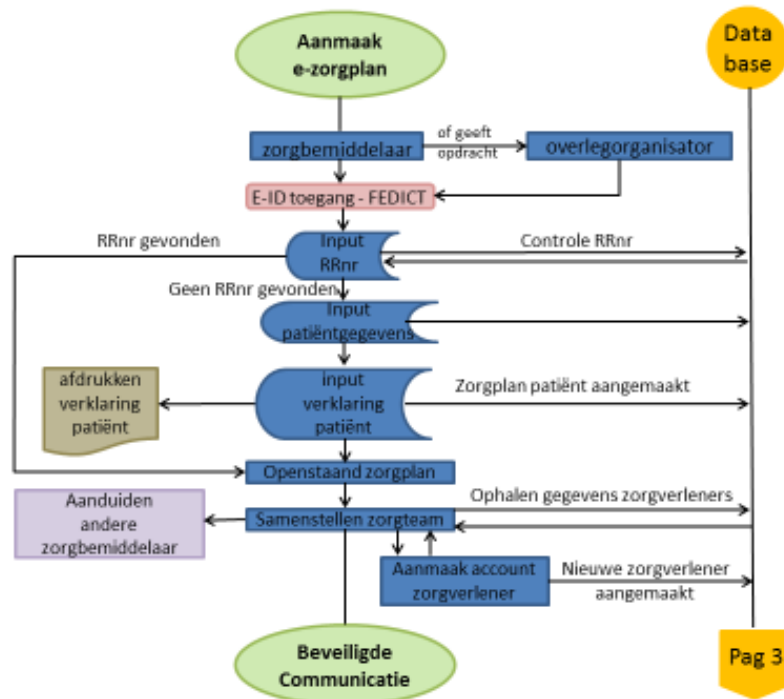 Aanmaak
e-zorgplan
Data
base
zorgbemiddelaar
of geeft
opdracht
overlegorganisator
E-ID toegang - FEDICT
RRnr gevonden
Input
RRnr
Controle RRnr
Geen RRnr gevonden
Input
patiëntgegevens
afdrukken
verklaring
patiënt
input
verklaring
patiënt
Zorgplan patiënt aangemaakt
Openstaand zorgplan
Aanduiden
andere
zorgbemiddelaar
Samenstellen zorgteam
Ophalen gegevens zorgverleners
Aanmaak account
zorgverlener
Nieuwe zorgverlener
aangemaakt
Beveiligde
Communicatie
Pag 3